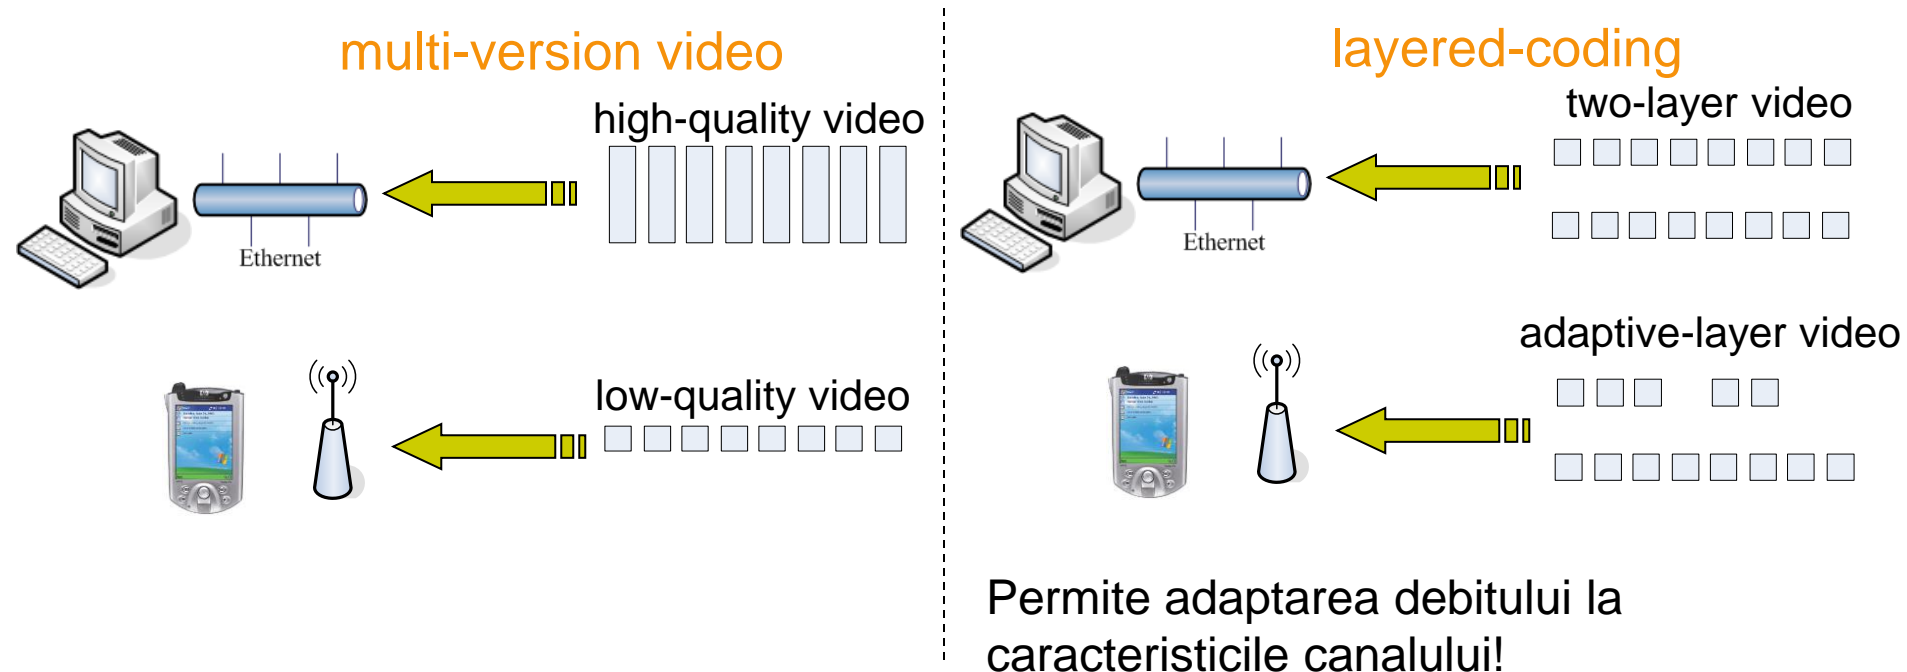 multi-version video
high-quality video
Ethernet
low-quality video
layered-coding
two-layer video
Ethernet
adaptive-layer video
Permite adaptarea debitului la
caracteristicile canalului!